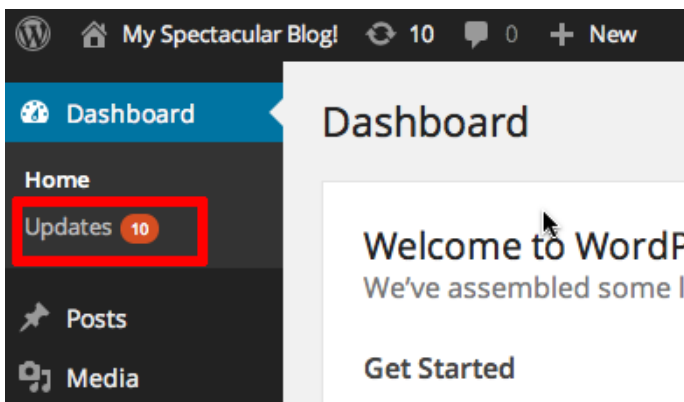 My Spectacular Blog! 10 0 + New
Dashboard
Home
Updates 10
Posts
Media
Dashboard
Welcome to WordP
We've assembled some l
Get Started